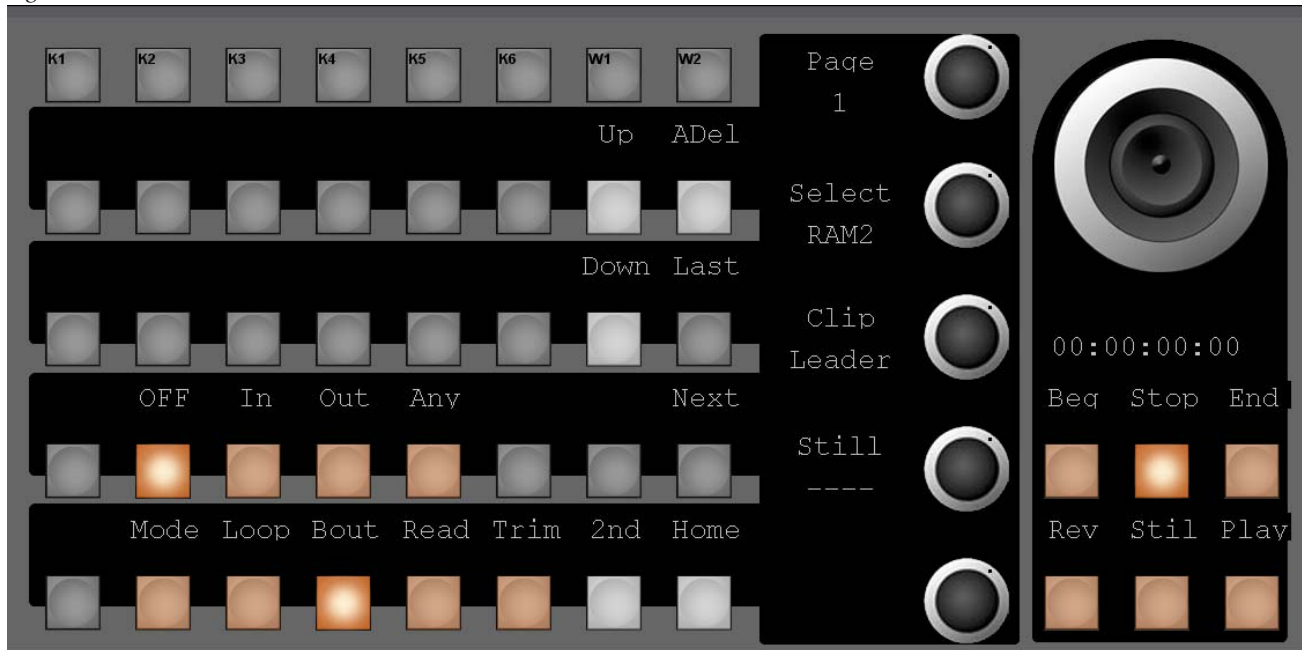 K1 K2 K3 K4 K5 K6 W1 W2
Page
1
Up ADel
Select
RAM2
Down Last
Clip
Leader
00:00:00:00
OFF In Out Any Next
Beg Stop End
Still
----
Mode Loop Bout Read Trim 2nd Home
Rev Stil Play